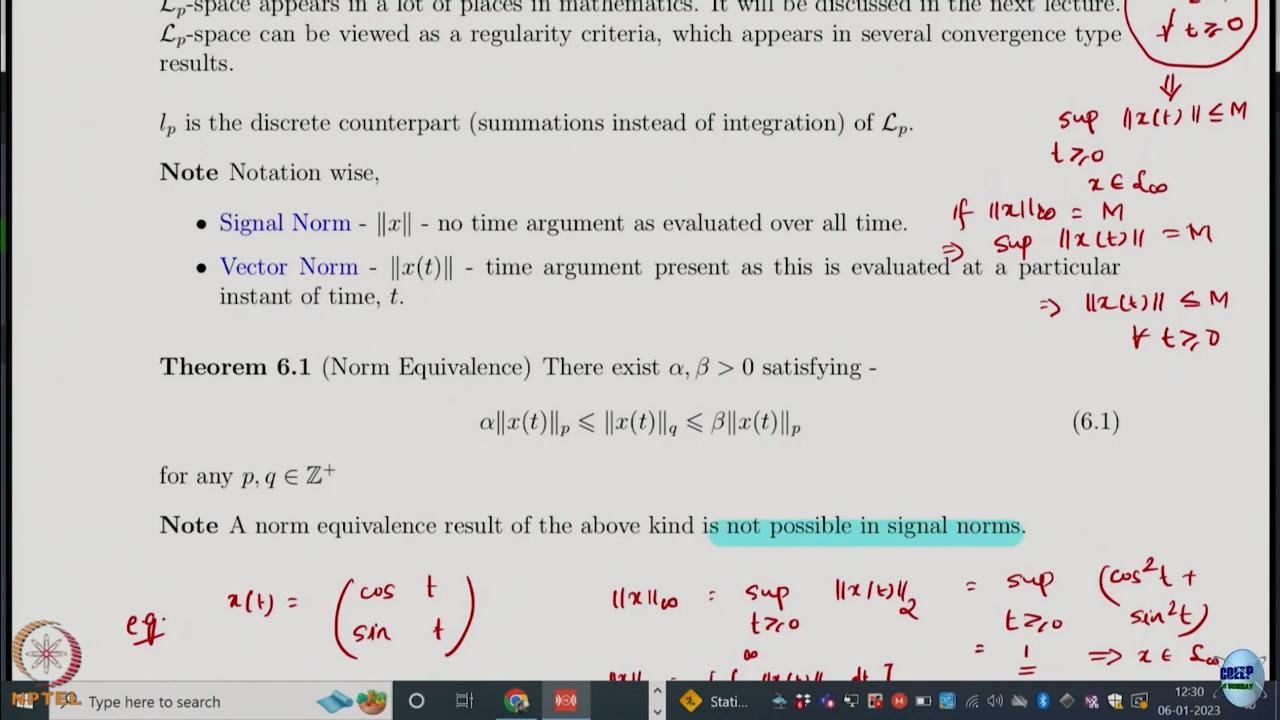 𝓛ₚ-space appears in a lot of places in mathematics. It will be discussed in the next lecture.
𝓛ₚ-space can be viewed as a regularity criteria, which appears in several convergence type
results.
∀ t ≥ 0
⇓
lₚ is the discrete counterpart (summations instead of integration) of 𝓛ₚ.
sup ||x(t)|| ≤ M
t ≥ 0
x ∈ 𝓛∞
Note Notation wise,
if ||x||∞ = M
• Signal Norm - ‖x‖ - no time argument as evaluated over all time.
⇒ sup ||x(t)|| = M
• Vector Norm - ‖x(t)‖ - time argument present as this is evaluated at a particular
instant of time, t.
⇒ ||x(t)|| ≤ M
∀ t ≥ 0
Theorem 6.1 (Norm Equivalence) There exist α, β > 0 satisfying -
α‖x(t)‖ₚ ⩽ ‖x(t)‖_q ⩽ β‖x(t)‖ₚ (6.1)
for any p, q ∈ ℤ⁺
Note A norm equivalence result of the above kind is not possible in signal norms.
eg: x(t) = ( cos t
sin t )
||x||∞ = sup ||x(t)||₂ = sup (cos²t +
t ≥ 0 t ≥ 0 sin²t)
= 1 ⇒ x ∈ 𝓛∞
∞
||x(t)|| dt ]
NPTEL
Type here to search
Stati...
12:30
06-01-2023